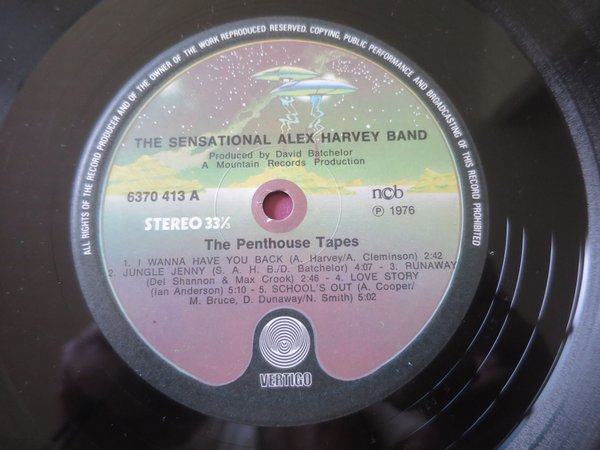 ALL RIGHTS OF THE RECORD PRODUCER AND OF THE OWNER OF THE WORK REPRODUCED RESERVED. COPYING, PUBLIC PERFORMANCE AND BROADCASTING OF THIS RECORD PROHIBITED
THE SENSATIONAL ALEX HARVEY BAND
Produced by David Batchelor
A Mountain Records Production
6370 413 A
ncb
STEREO 33⅓
Ⓟ 1976
The Penthouse Tapes
1. I WANNA HAVE YOU BACK (A. Harvey/A. Cleminson) 2:42
2. JUNGLE JENNY (S. A. H. B./D. Batchelor) 4:07 - 3. RUNAWAY
(Del Shannon & Max Crook) 2:46 - 4. LOVE STORY
(Ian Anderson) 5:10 - 5. SCHOOL'S OUT (A. Cooper/
M. Bruce, D. Dunaway/N. Smith) 5:02
VERTIGO